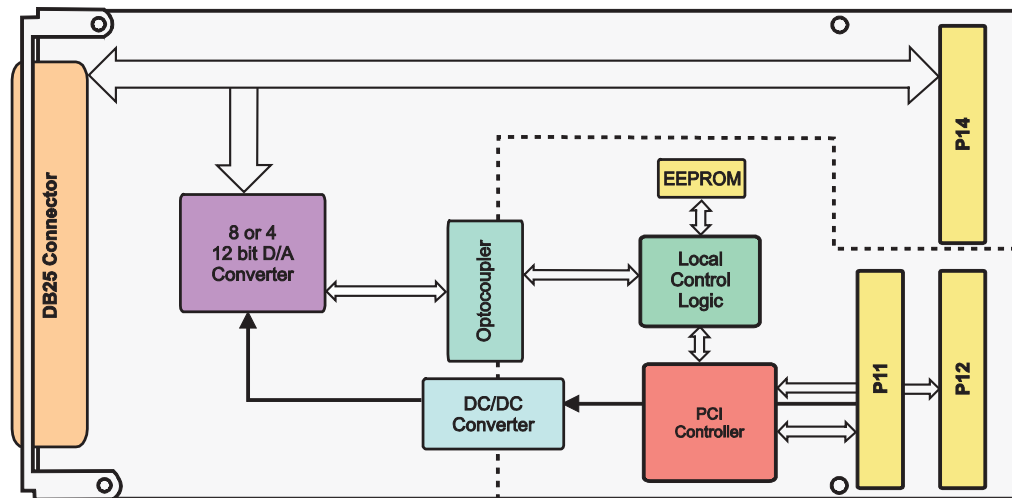 DB25 Connector
P14
EEPROM
8 or 4
12 bit D/A
Converter
Optocoupler
Local
Control
Logic
P11
P12
DC/DC
Converter
PCI
Controller